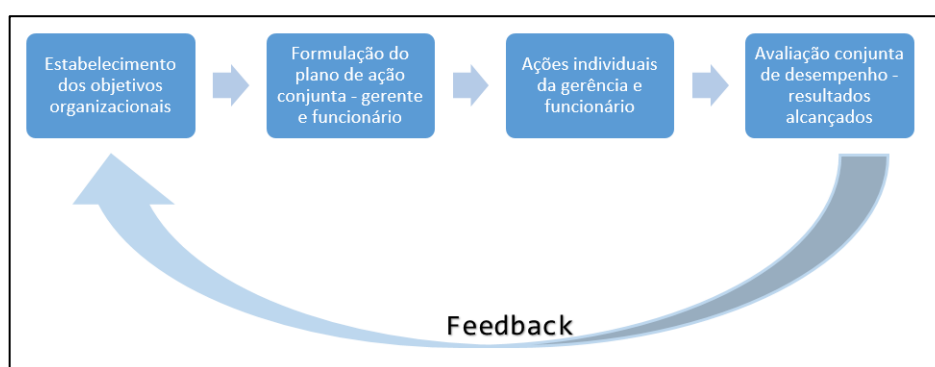 Estabelecimento
dos objetivos
organizacionais
Formulação do
plano de ação
conjunta - gerente
e funcionário
Ações individuais
da gerência e
funcionário
Avaliação conjunta
de desempenho -
resultados
alcançados
Feedback